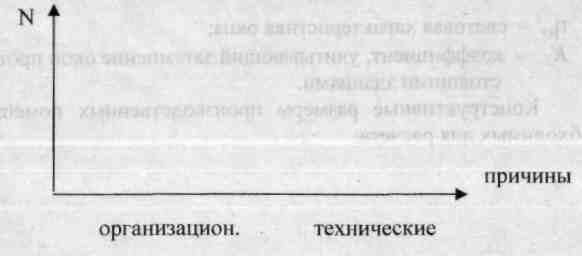 N
причины
организацион. технические